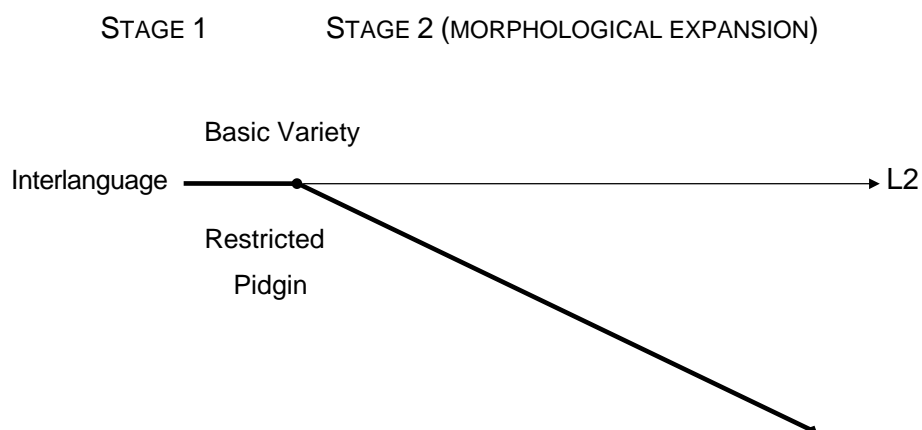 STAGE 1 STAGE 2 (MORPHOLOGICAL EXPANSION)
Basic Variety
Interlanguage L2
Restricted
Pidgin